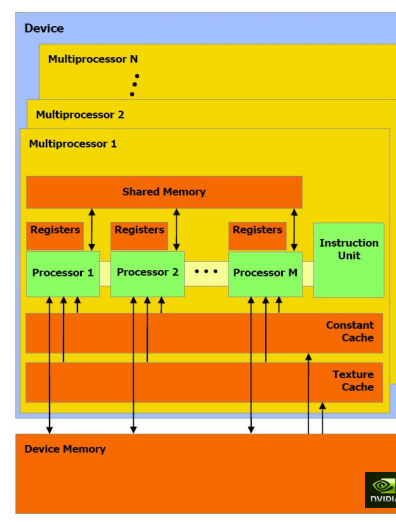 Device
Multiprocessor N
Multiprocessor 2
Multiprocessor 1
Shared Memory
Registers Registers Registers
Processor 1 Processor 2 • • • Processor M
Instruction
Unit
Constant
Cache
Texture
Cache
Device Memory
NVIDIA